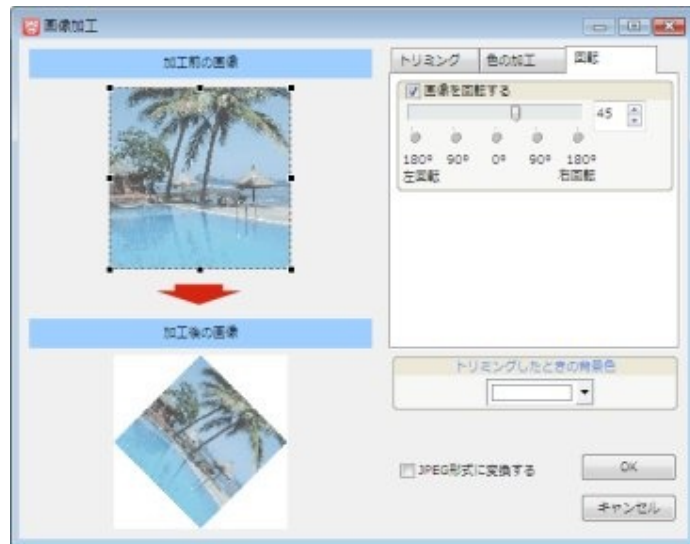 画像加工
加工前の画像
トリミング 色の加工 回転
画像を回転する
45
180° 90° 0° 90° 180°
左回転 右回転
加工後の画像
トリミングしたときの背景色
JPEG形式に変換する
OK
キャンセル